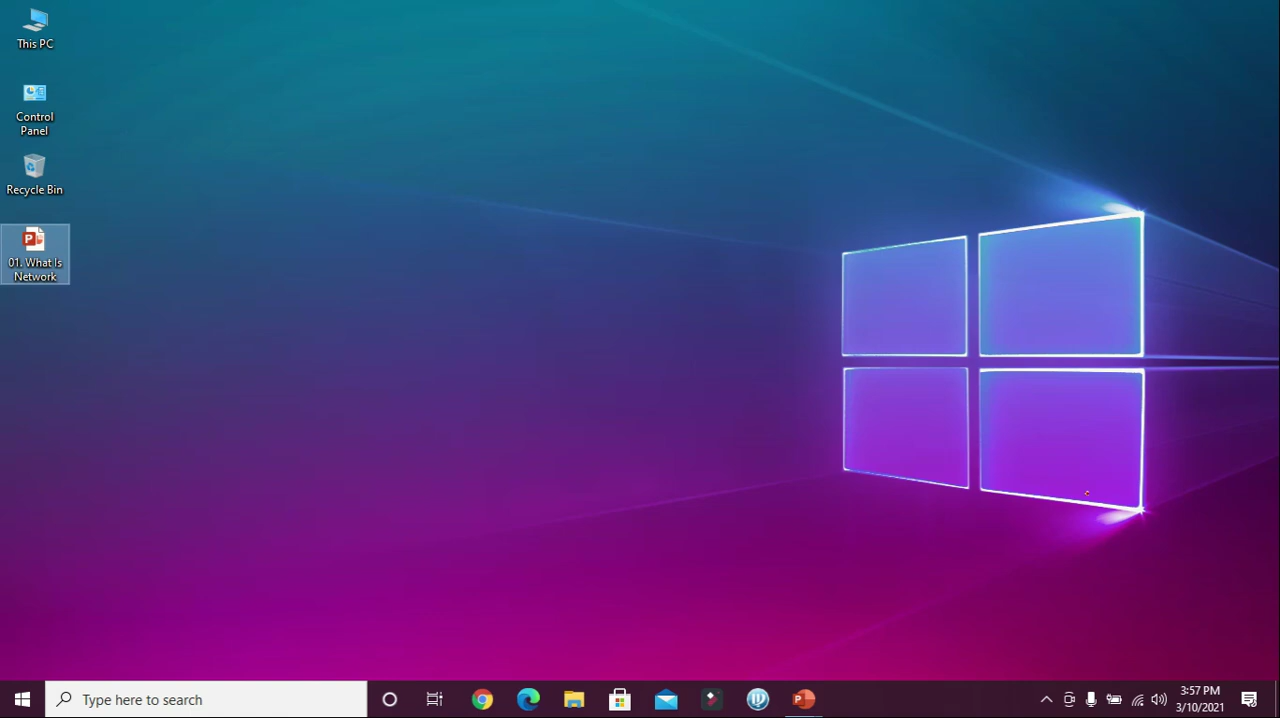 This PC
Control
Panel
Recycle Bin
01. What Is
Network
Type here to search
3:57 PM
3/10/2021